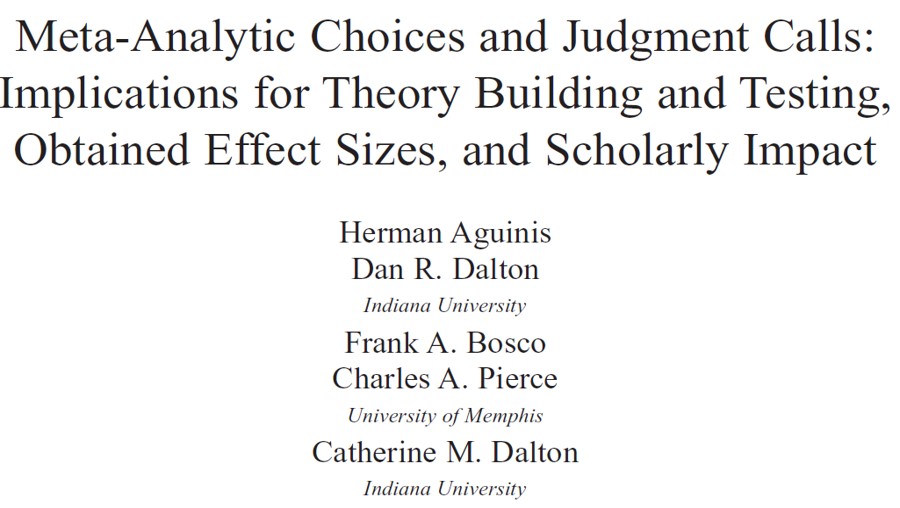 Meta-Analytic Choices and Judgment Calls:
Implications for Theory Building and Testing,
Obtained Effect Sizes, and Scholarly Impact
Herman Aguinis
Dan R. Dalton
Indiana University
Frank A. Bosco
Charles A. Pierce
University of Memphis
Catherine M. Dalton
Indiana University